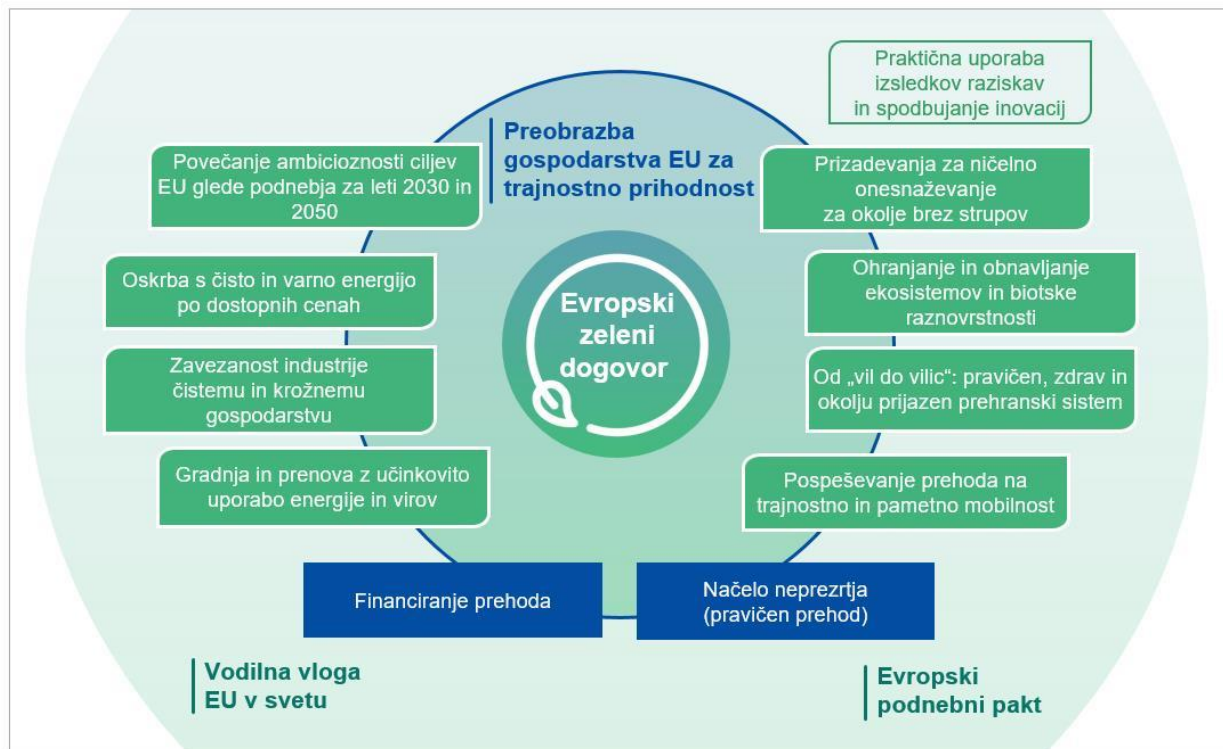 Praktična uporaba
izsledkov raziskav
in spodbujanje inovacij
Preobrazba
gospodarstva EU za
trajnostno prihodnost
Povečanje ambicioznosti ciljev
EU glede podnebja za leti 2030 in
2050
Prizadevanja za ničelno
onesnaževanje
za okolje brez strupov
Oskrba s čisto in varno energijo
po dostopnih cenah
Ohranjanje in obnavljanje
ekosistemov in biotske
raznovrstnosti
Evropski
zeleni
dogovor
Zavezanost industrije
čistemu in krožnemu
gospodarstvu
Od „vil do vilic“: pravičen, zdrav in
okolju prijazen prehranski sistem
Gradnja in prenova z učinkovito
uporabo energije in virov
Pospeševanje prehoda na
trajnostno in pametno mobilnost
Financiranje prehoda
Načelo neprezrtja
(pravičen prehod)
Vodilna vloga
EU v svetu
Evropski
podnebni pakt